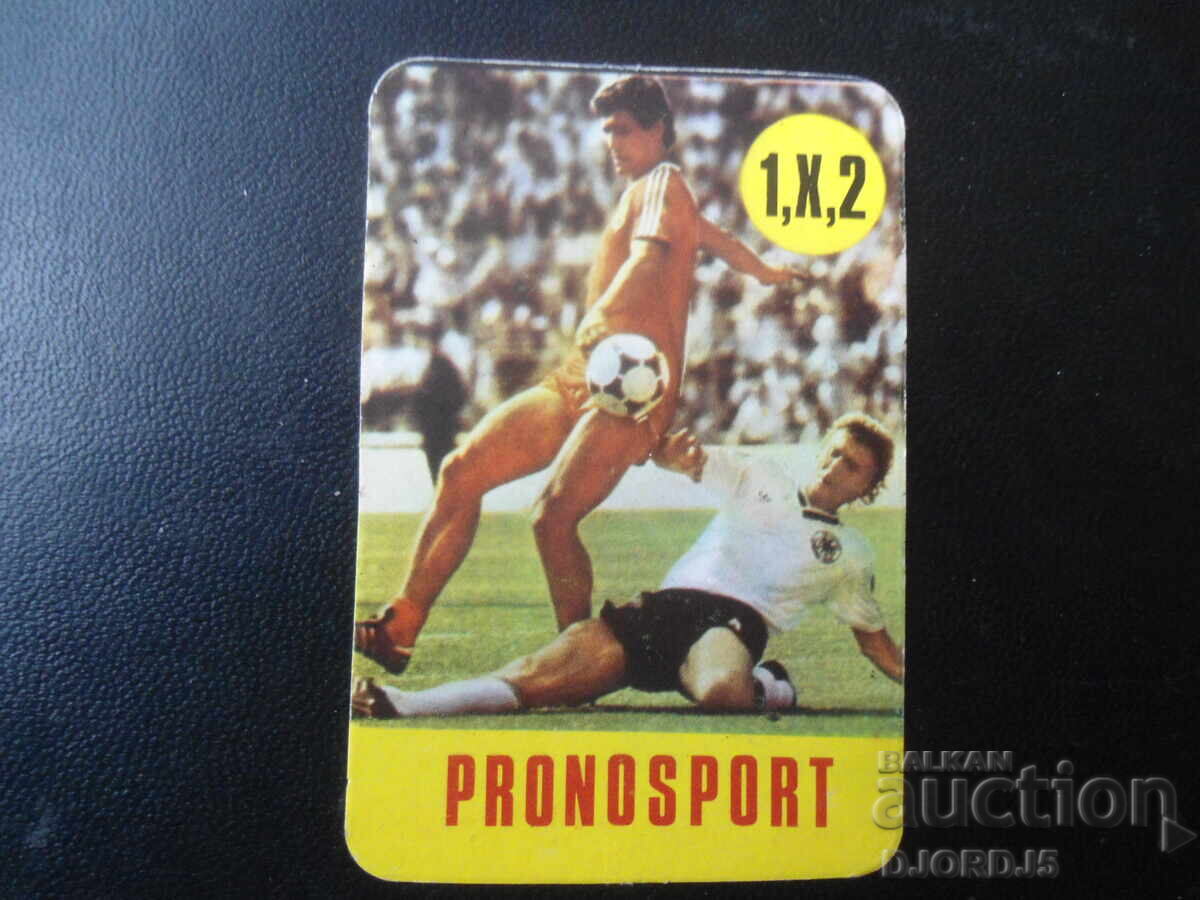 1,X,2
PRONOSPORT
BALKAN
auction
DJORDJ5